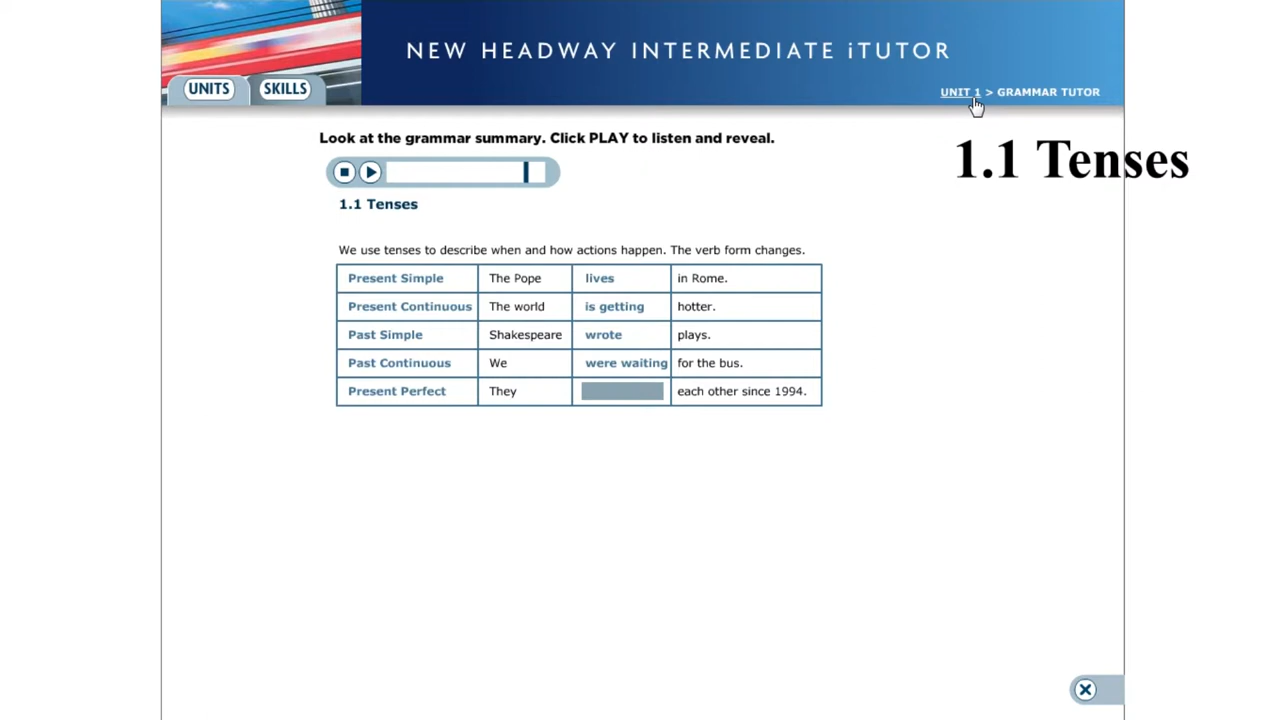 NEW HEADWAY INTERMEDIATE iTUTOR
UNITS SKILLS
UNIT 1 > GRAMMAR TUTOR
Look at the grammar summary. Click PLAY to listen and reveal.
1.1 Tenses
1.1 Tenses
We use tenses to describe when and how actions happen. The verb form changes.
Present Simple The Pope lives in Rome.
Present Continuous The world is getting hotter.
Past Simple Shakespeare wrote plays.
Past Continuous We were waiting for the bus.
Present Perfect They each other since 1994.